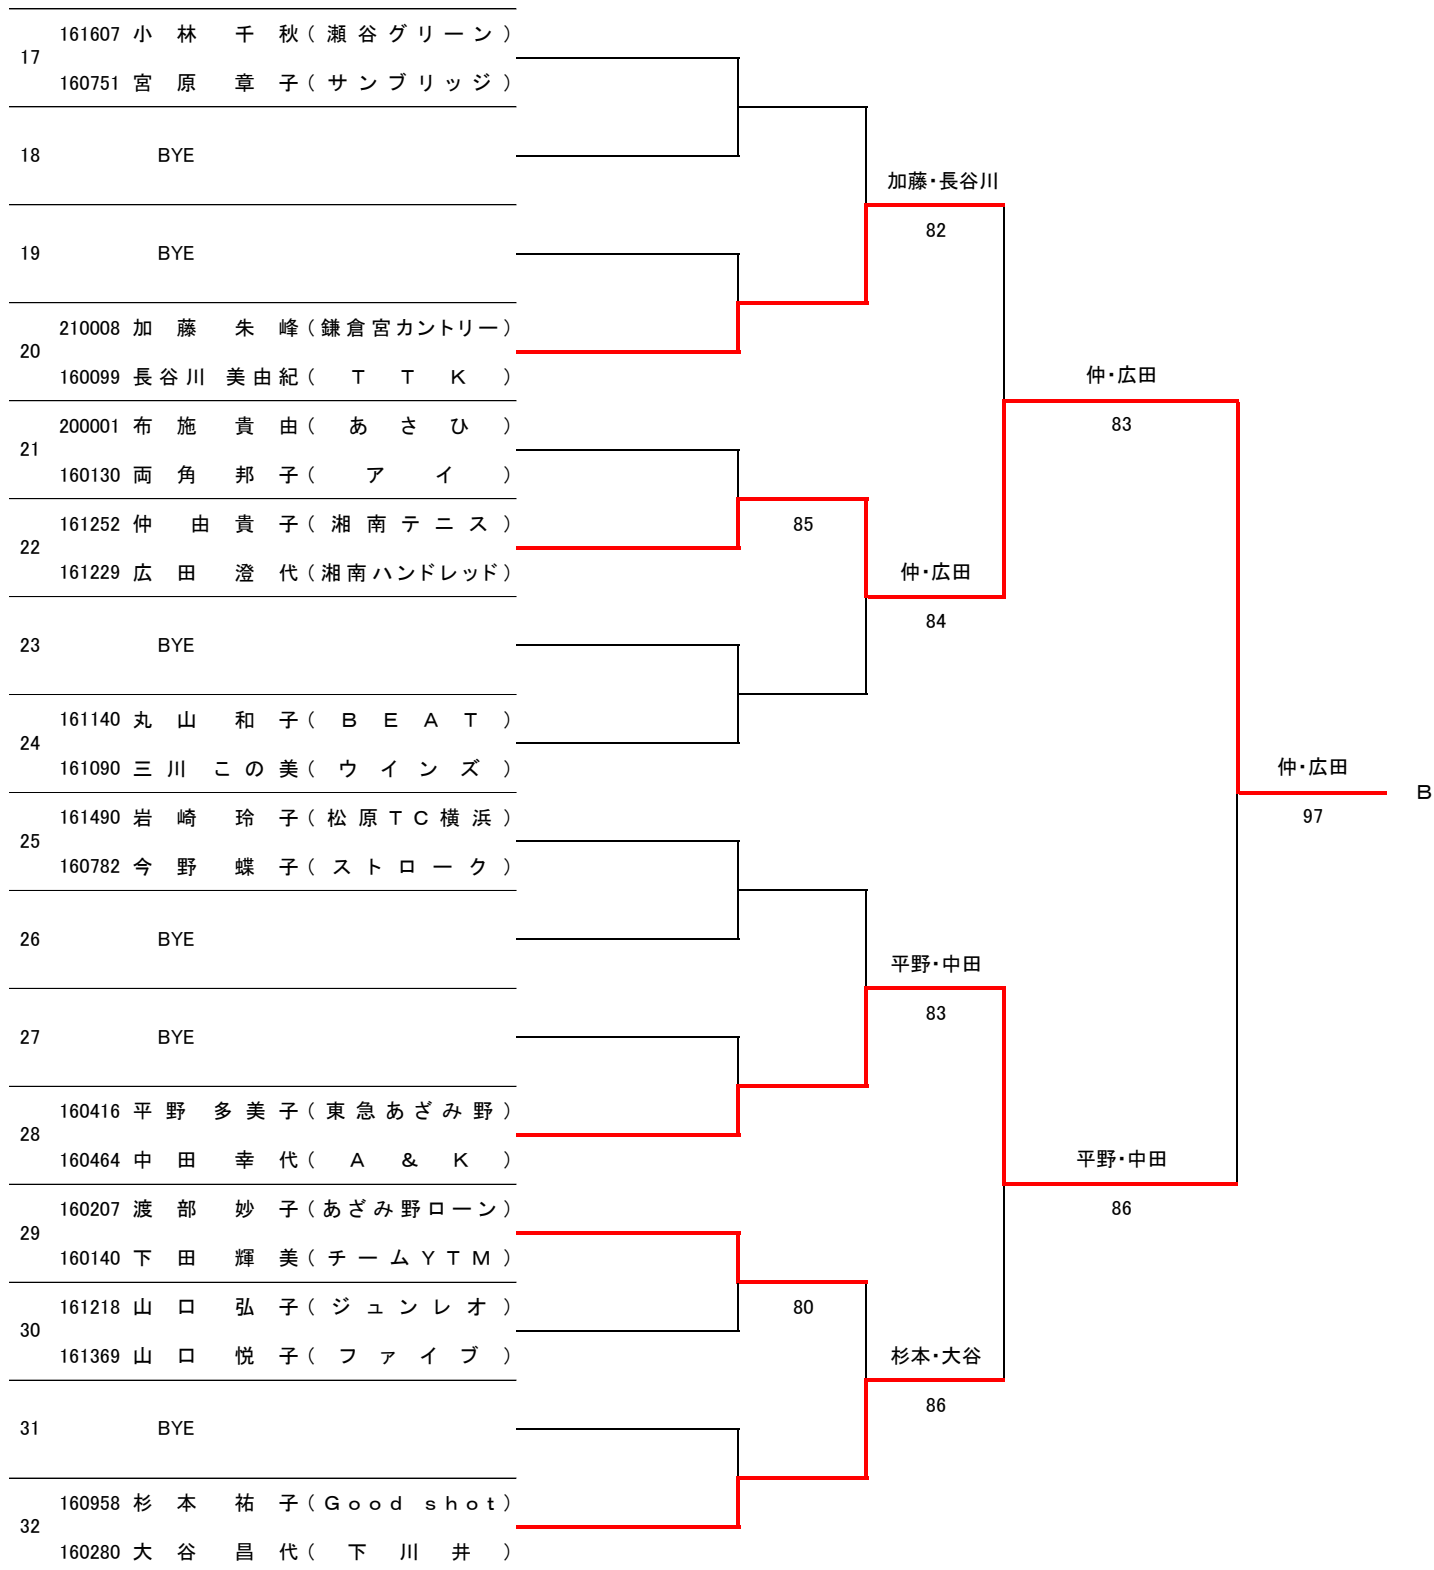 161607 小林 千秋(瀬谷グリーン)
17
160751 宮原 章子(サンブリッジ)
18 BYE
加藤・長谷川
82
19 BYE
210008 加藤 朱峰(鎌倉宮カントリー)
20
160099 長谷川 美由紀(TTK)
仲・広田
83
200001 布施 貴由(あさひ)
21
160130 両角 邦子(アイ)
161252 仲 由貴子(湘南テニス)
85
22
161229 広田 澄代(湘南ハンドレッド)
仲・広田
84
23 BYE
161140 丸山 和子(BEAT)
24
161090 三川 この美(ウインズ)
仲・広田
B
97
161490 岩崎 玲子(松原TC横浜)
25
160782 今野 蝶子(ストローク)
26 BYE
平野・中田
83
27 BYE
160416 平野 多美子(東急あざみ野)
28
160464 中田 幸代(A&K)
平野・中田
86
160207 渡部 妙子(あざみ野ローン)
29
160140 下田 輝美(チームYTM)
161218 山口 弘子(ジュンレオ)
80
30
161369 山口 悦子(ファイブ)
杉本・大谷
86
31 BYE
160958 杉本 祐子(Good shot)
32
160280 大谷 昌代(下川井)